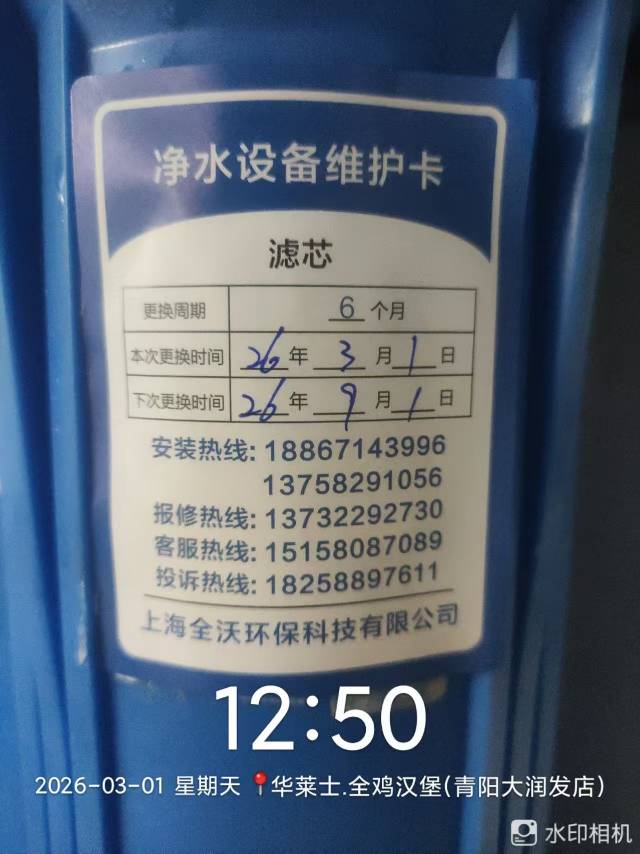 净水设备维护卡
滤芯
更换周期 6 个月
本次更换时间 26 年 3 月 1 日
下次更换时间 26 年 9 月 1 日
安装热线: 18867143996
13758291056
报修热线: 13732292730
客服热线: 15158087089
投诉热线: 18258897611
上海全沃环保科技有限公司
12:50
2026-03-01 星期天 📍华莱士.全鸡汉堡(青阳大润发店)
水印相机